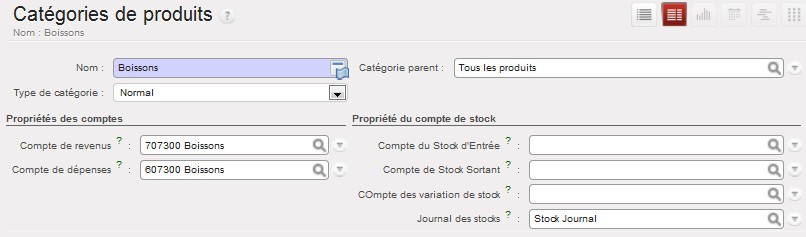 Catégories de produits ?
Nom : Boissons
Nom : Boissons Catégorie parent : Tous les produits
Type de catégorie : Normal
Propriétés des comptes Propriété du compte de stock
Compte de revenus ? : 707300 Boissons Compte du Stock d'Entrée ? :
Compte de dépenses ? : 607300 Boissons Compte de Stock Sortant ? :
COmpte des variation de stock ? :
Journal des stocks ? : Stock Journal